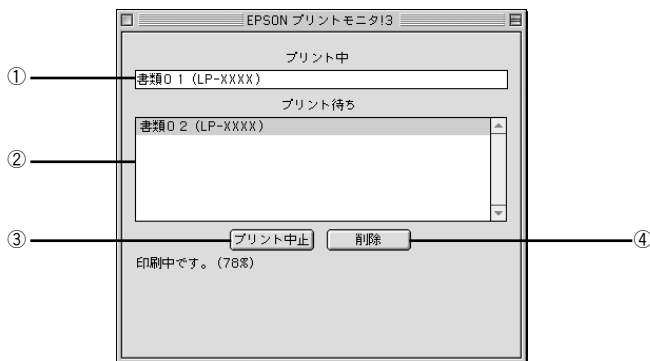 EPSON プリントモニタ!3
プリント中
① 書類０１(LP-XXXX)
プリント待ち
② 書類０２(LP-XXXX)
③ プリント中止 削除 ④
印刷中です。(78%)